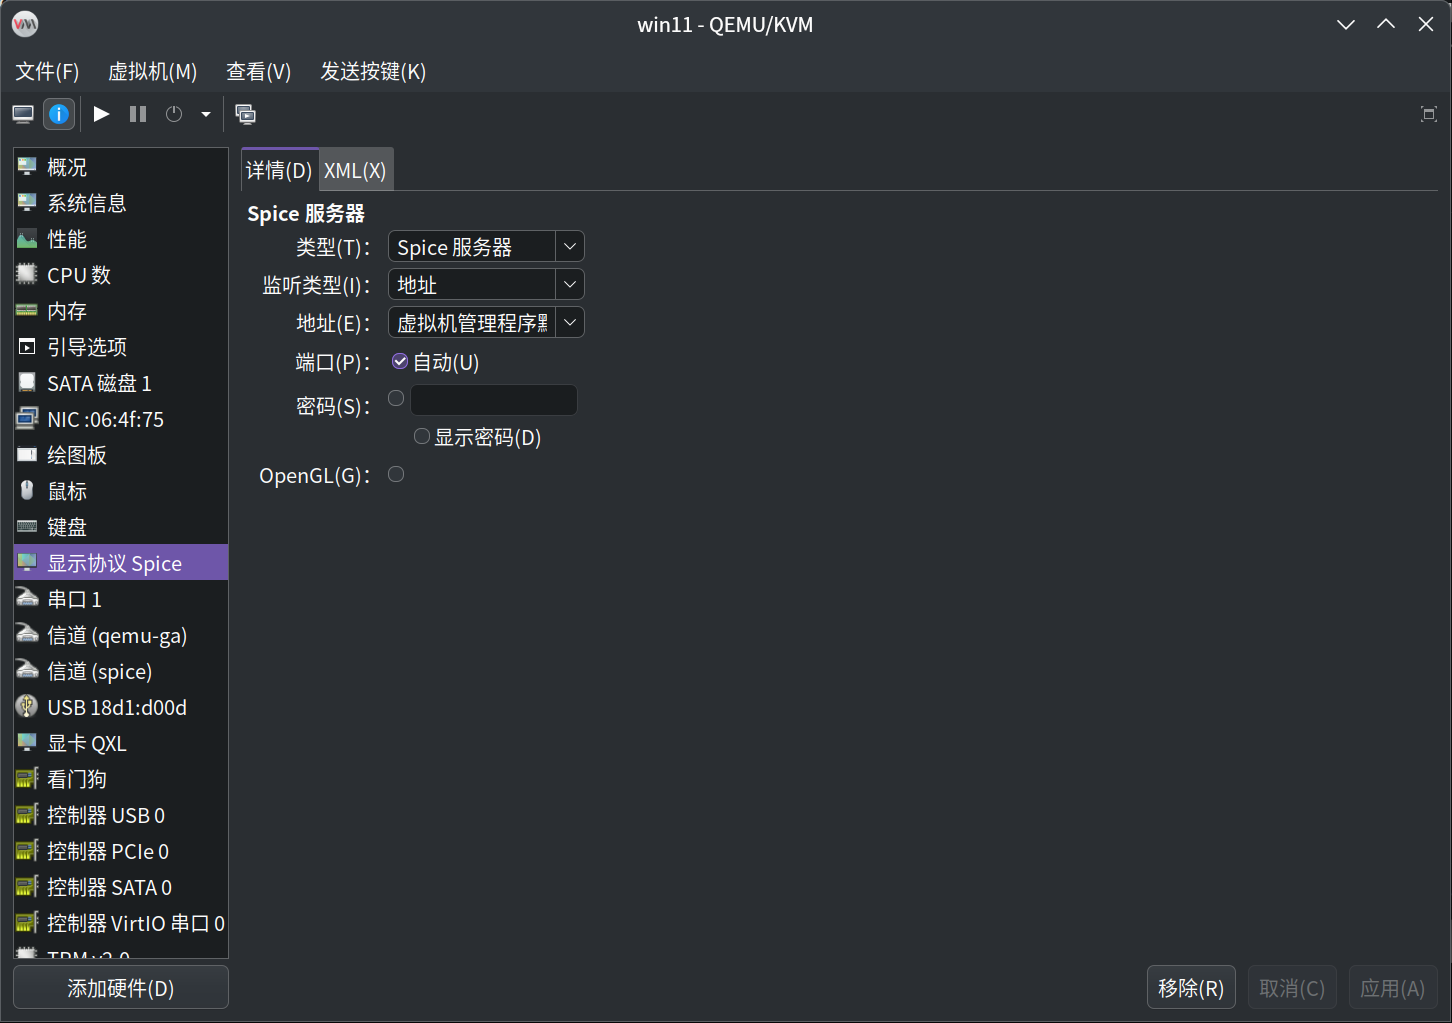 win11 - QEMU/KVM
文件(F) 虚拟机(M) 查看(V) 发送按键(K)
概况
系统信息
性能
CPU 数
内存
引导选项
SATA 磁盘 1
NIC :06:4f:75
绘图板
鼠标
键盘
显示协议 Spice
串口 1
信道 (qemu-ga)
信道 (spice)
USB 18d1:d00d
显卡 QXL
看门狗
控制器 USB 0
控制器 PCIe 0
控制器 SATA 0
控制器 VirtIO 串口 0
TPM v2.0
添加硬件(D)
详情(D) XML(X)
Spice 服务器
类型(T): Spice 服务器
监听类型(I): 地址
地址(E): 虚拟机管理程序
端口(P): 自动(U)
密码(S):
显示密码(D)
OpenGL(G):
移除(R) 取消(C) 应用(A)